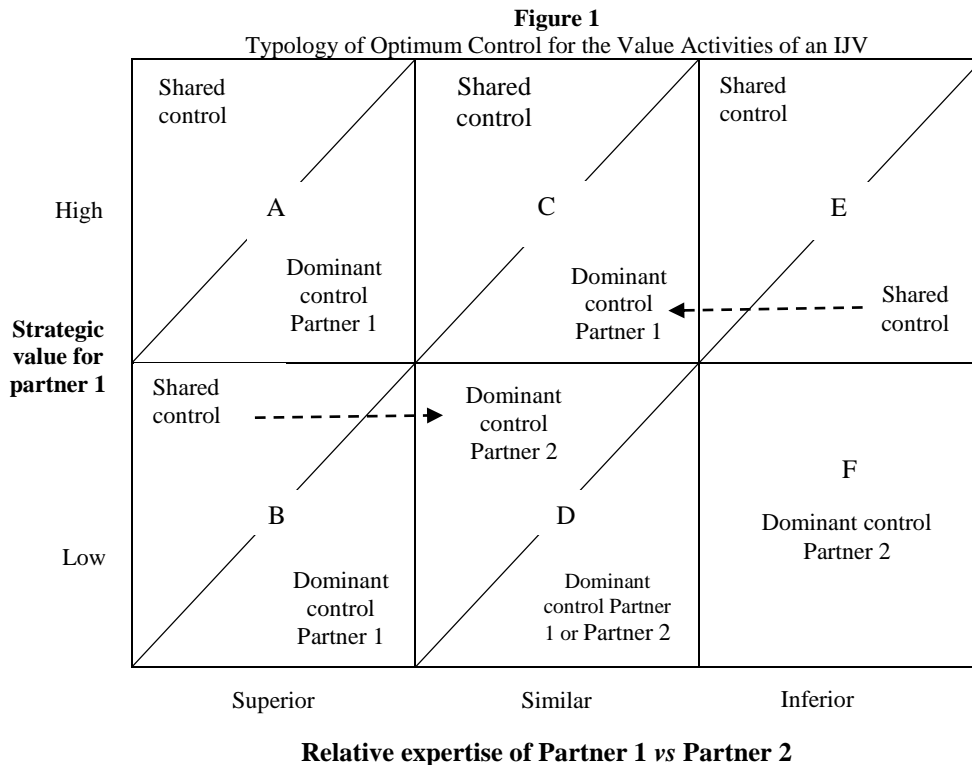 Figure 1
Typology of Optimum Control for the Value Activities of an IJV
Shared
control
Shared
control
Shared
control
High
A
C
E
Dominant
control
Partner 1
Dominant
control
Partner 1
Shared
control
Strategic
value for
partner 1
Shared
control
Dominant
control
Partner 2
B
D
F
Dominant control
Partner 2
Low
Dominant
control
Partner 1
Dominant
control Partner
1 or Partner 2
Superior
Similar
Inferior
Relative expertise of Partner 1 vs Partner 2